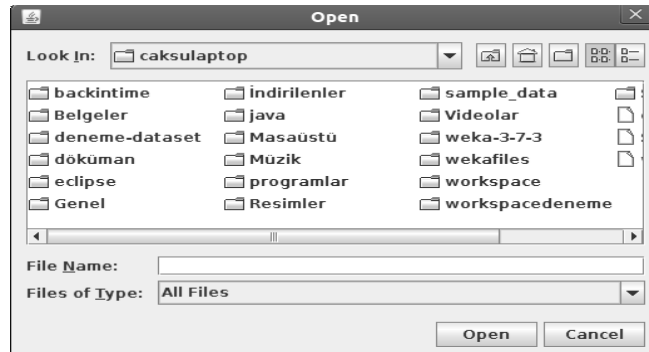 Open
Look In: caksulaptop
backintime
Belgeler
deneme-dataset
döküman
eclipse
Genel
İndirilenler
java
Masaüstü
Müzik
programlar
Resimler
sample_data
Videolar
weka-3-7-3
wekafiles
workspace
workspacedeneme
File Name:
Files of Type: All Files
Open Cancel